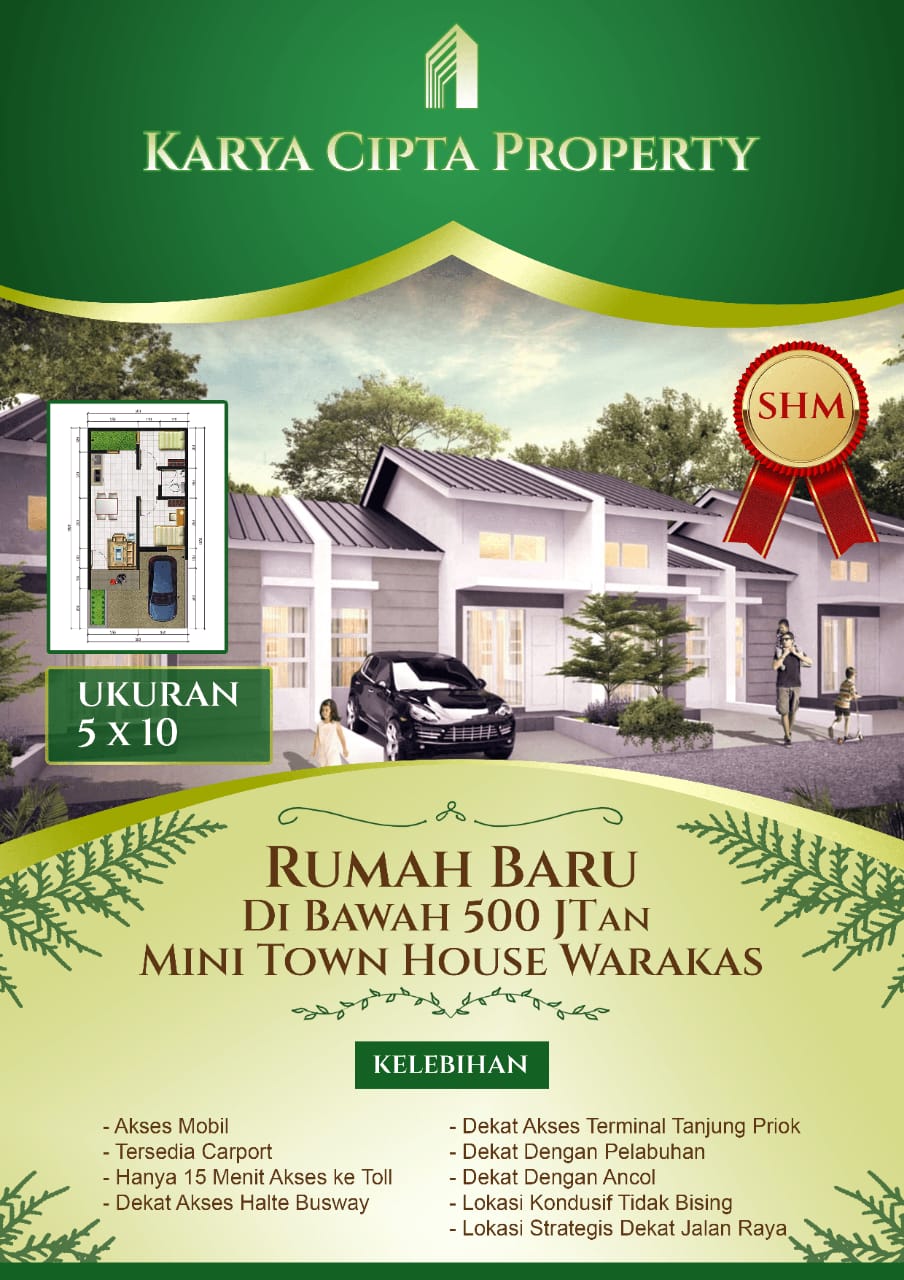 KARYA CIPTA PROPERTY
SHM
UKURAN
5 X 10
RUMAH BARU
DI BAWAH 500 JTAN
MINI TOWN HOUSE WARAKAS
KELEBIHAN
- Akses Mobil
- Tersedia Carport
- Hanya 15 Menit Akses ke Toll
- Dekat Akses Halte Busway
- Dekat Akses Terminal Tanjung Priok
- Dekat Dengan Pelabuhan
- Dekat Dengan Ancol
- Lokasi Kondusif Tidak Bising
- Lokasi Strategis Dekat Jalan Raya